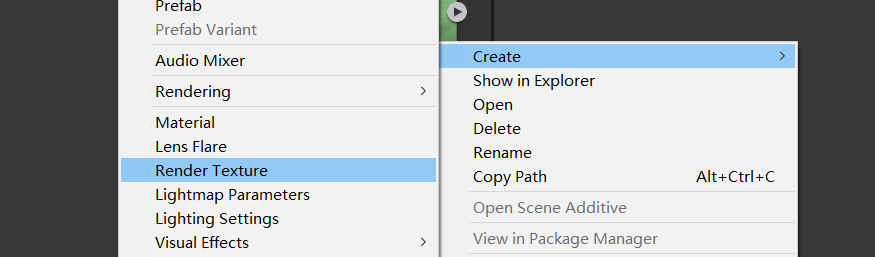 Prefab
Prefab Variant
Audio Mixer
Rendering
Material
Lens Flare
Render Texture
Lightmap Parameters
Lighting Settings
Visual Effects
Create
Show in Explorer
Open
Delete
Rename
Copy Path Alt+Ctrl+C
Open Scene Additive
View in Package Manager